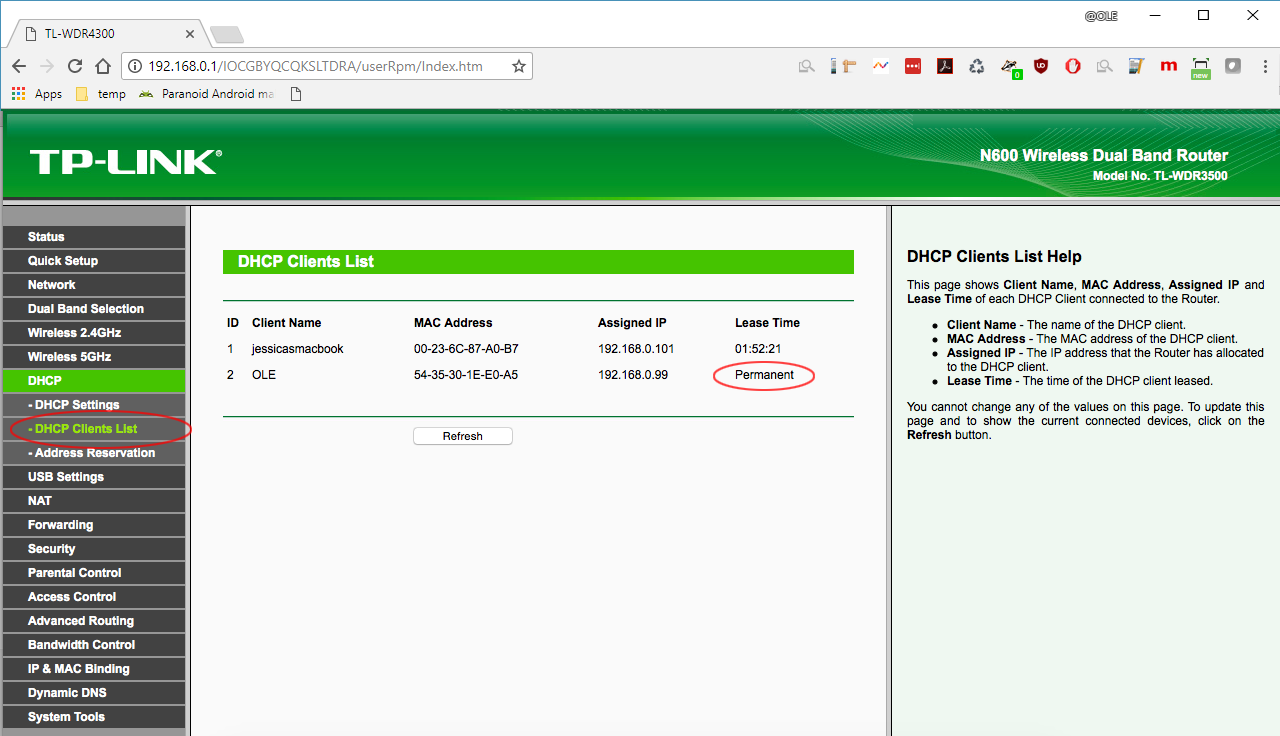 @OLE
TL-WDR4300
192.168.0.1/IOCGBYQCQKSLTDRA/userRpm/Index.htm
0
UD
m
new
Apps temp Paranoid Android ma
TP-LINK®
N600 Wireless Dual Band Router
Model No. TL-WDR3500
Status
Quick Setup
Network
Dual Band Selection
Wireless 2.4GHz
Wireless 5GHz
DHCP
- DHCP Settings
- DHCP Clients List
- Address Reservation
USB Settings
NAT
Forwarding
Security
Parental Control
Access Control
Advanced Routing
Bandwidth Control
IP & MAC Binding
Dynamic DNS
System Tools
DHCP Clients List
ID Client Name MAC Address Assigned IP Lease Time
1 jessicasmacbook 00-23-6C-87-A0-B7 192.168.0.101 01:52:21
2 OLE 54-35-30-1E-E0-A5 192.168.0.99 Permanent
Refresh
DHCP Clients List Help
This page shows Client Name, MAC Address, Assigned IP and
Lease Time of each DHCP Client connected to the Router.
● Client Name - The name of the DHCP client.
● MAC Address - The MAC address of the DHCP client.
● Assigned IP - The IP address that the Router has allocated
to the DHCP client.
● Lease Time - The time of the DHCP client leased.
You cannot change any of the values on this page. To update this
page and to show the current connected devices, click on the
Refresh button.